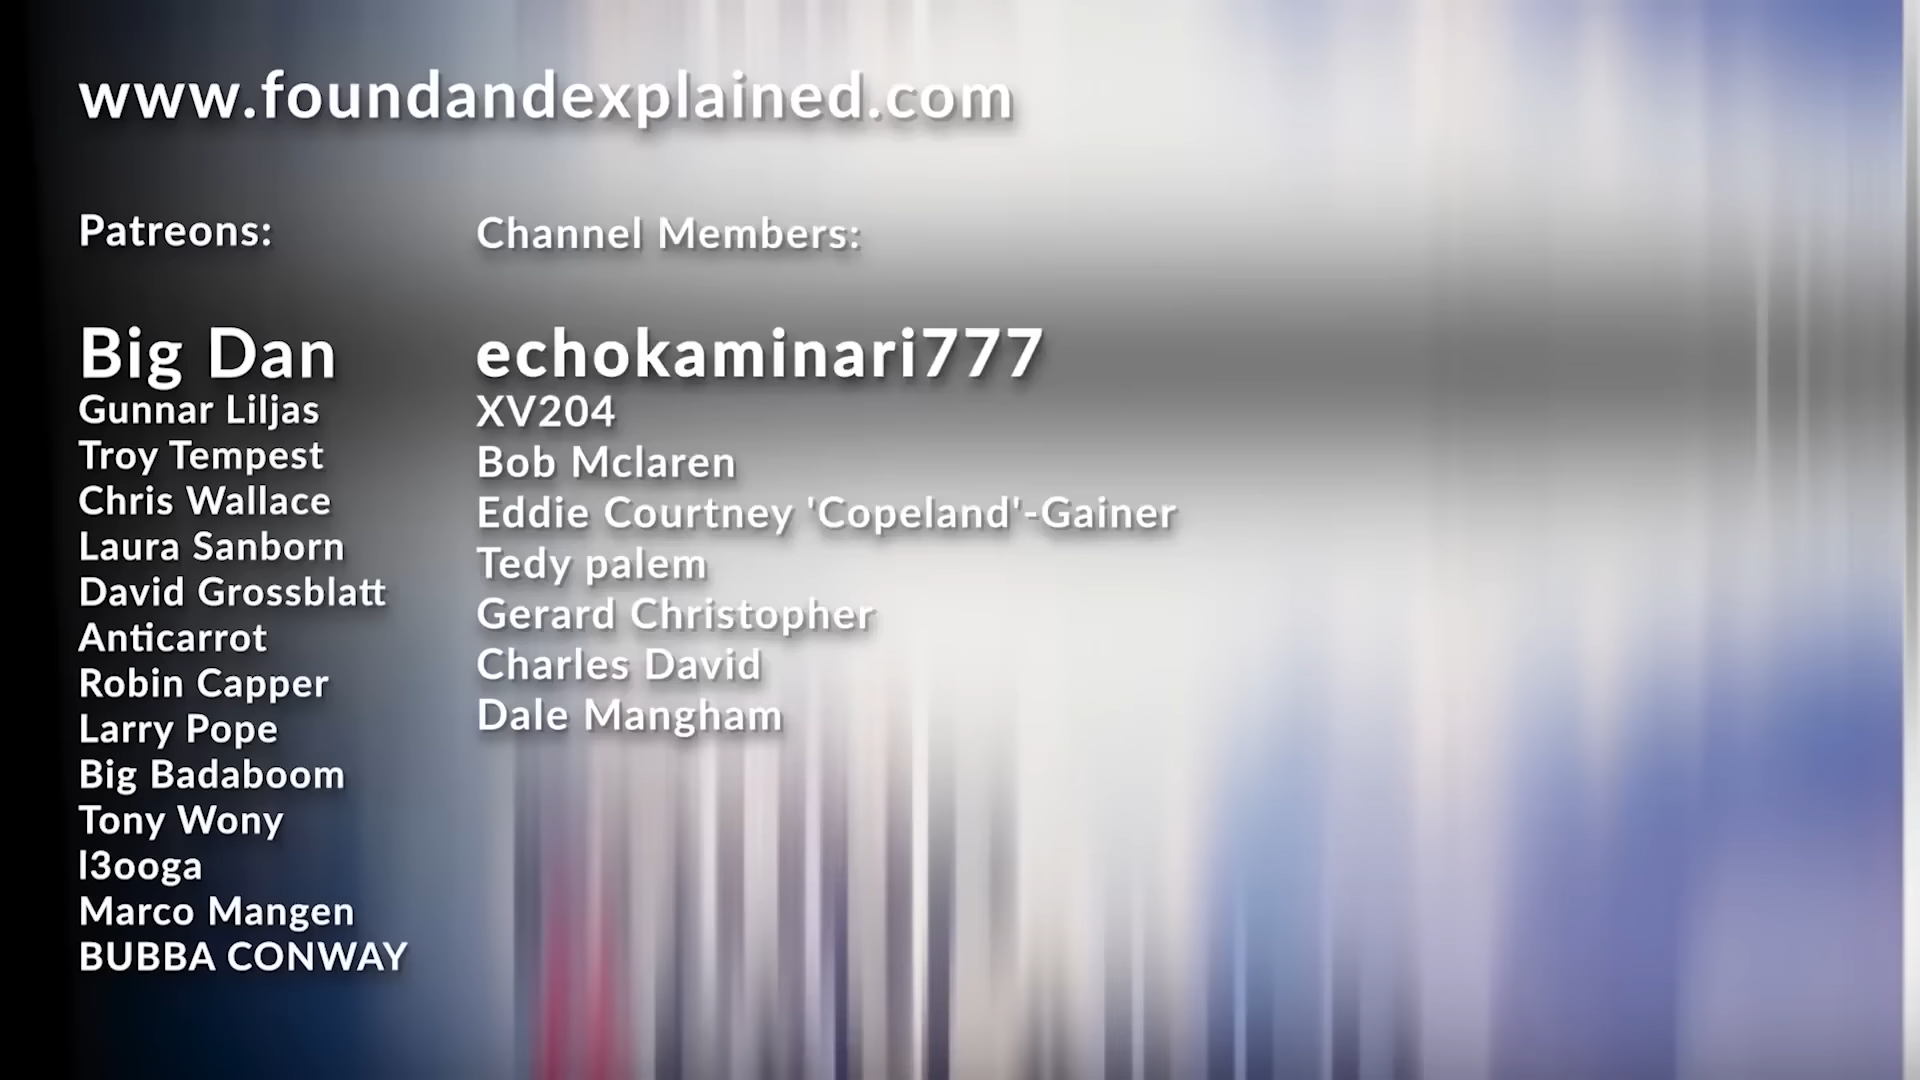 www.foundandexplained.com
Patreons:
Big Dan
Gunnar Liljas
Troy Tempest
Chris Wallace
Laura Sanborn
David Grossblatt
Anticarrot
Robin Capper
Larry Pope
Big Badaboom
Tony Wony
l3ooga
Marco Mangen
BUBBA CONWAY
Channel Members:
echokaminari777
XV204
Bob Mclaren
Eddie Courtney 'Copeland'-Gainer
Tedy palem
Gerard Christopher
Charles David
Dale Mangham